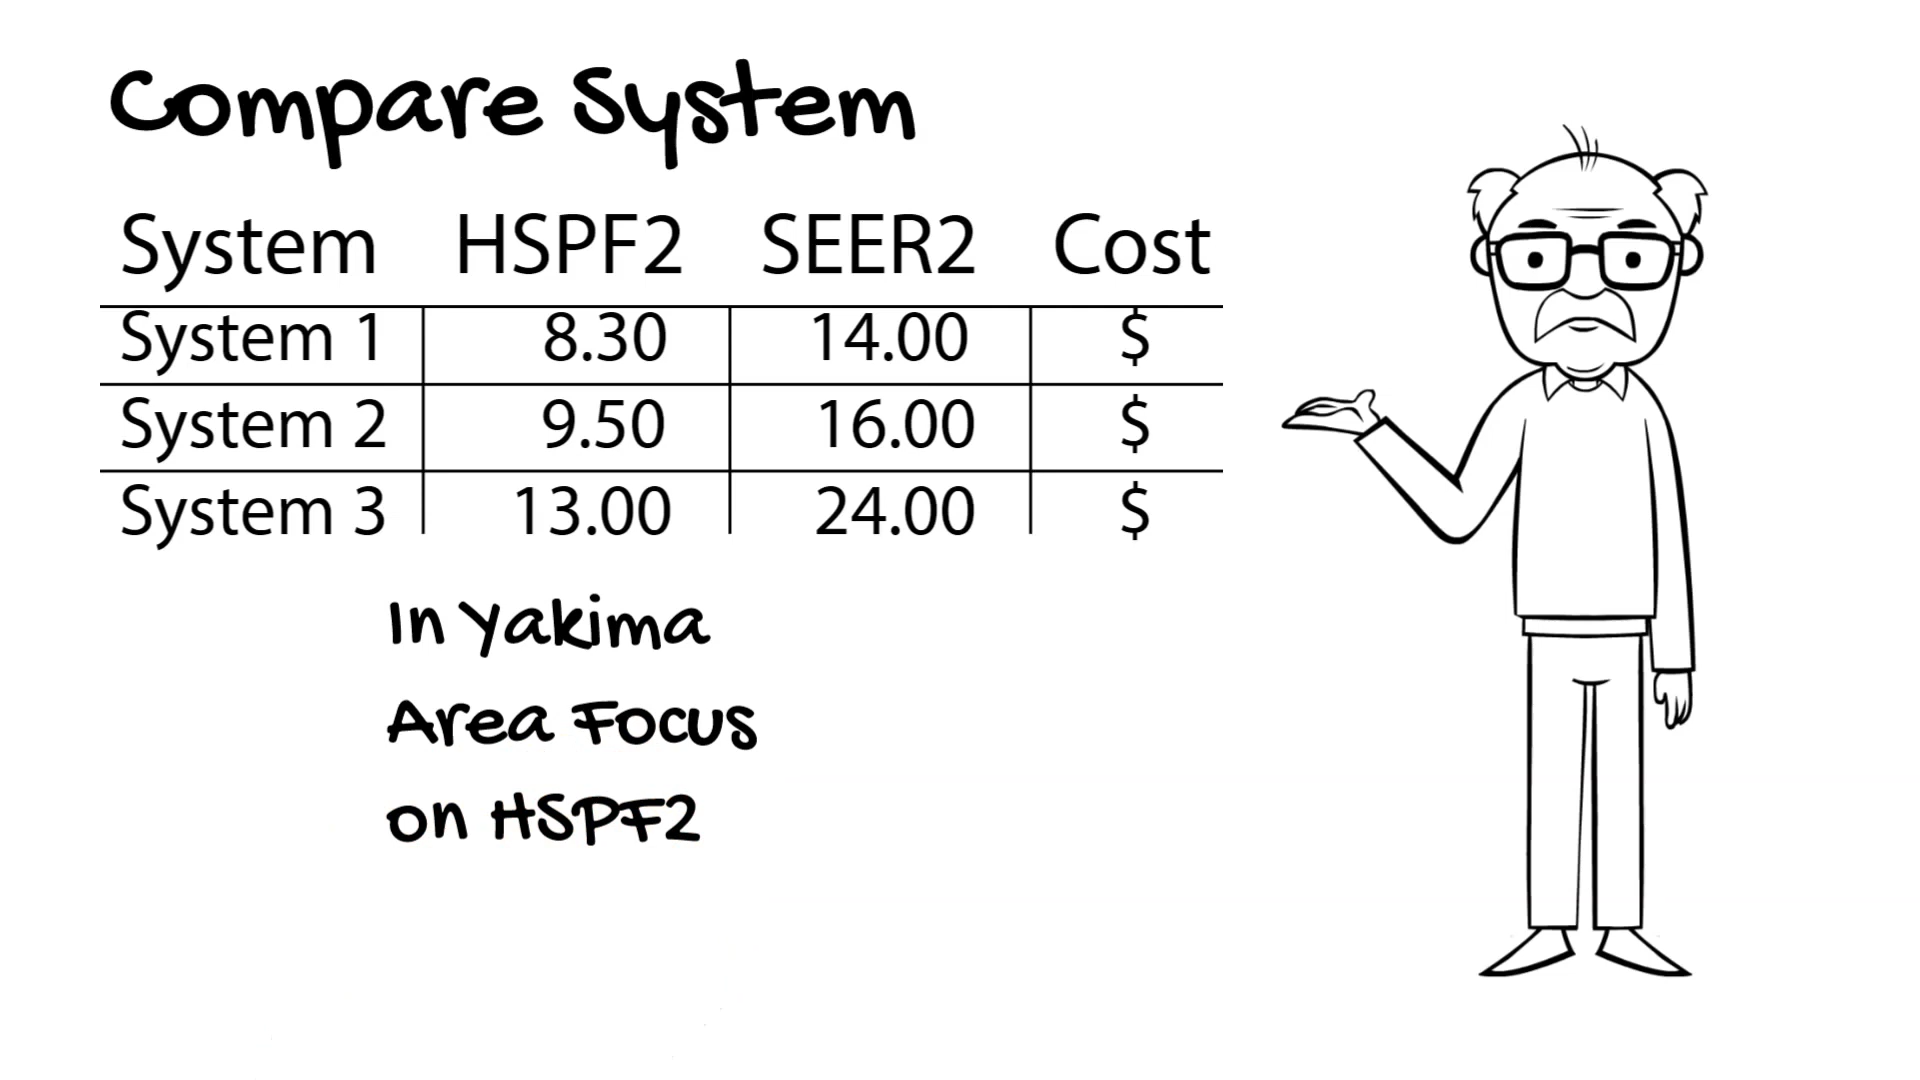 Compare System
System HSPF2 SEER2 Cost
System 1 8.30 14.00 $
System 2 9.50 16.00 $
System 3 13.00 24.00 $
In Yakima
Area Focus
on HSPF2